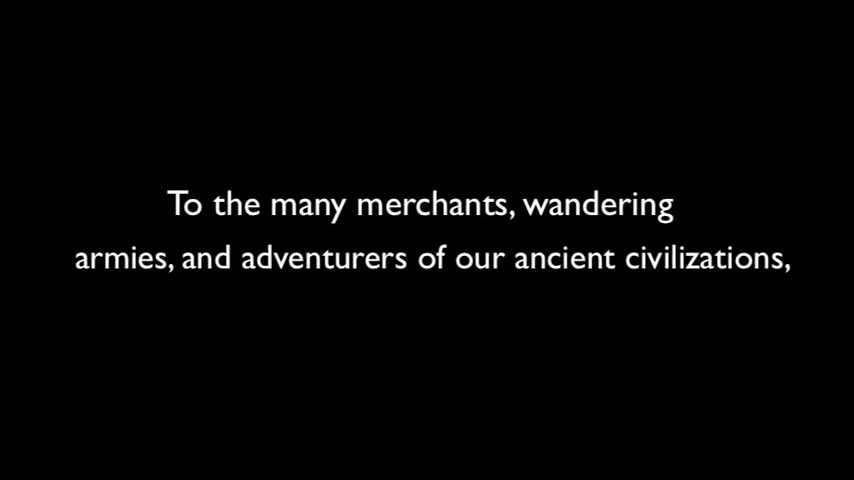 To the many merchants, wandering
armies, and adventurers of our ancient civilizations,